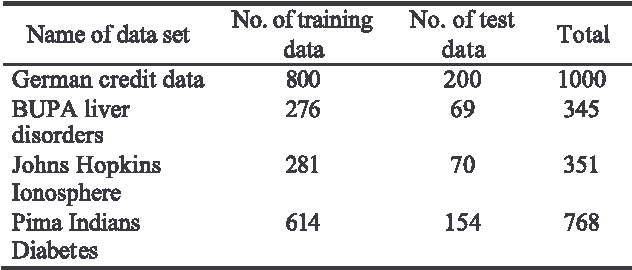 Name of data set No. of training data No. of test data Total
German credit data 800 200 1000
BUPA liver 276 69 345
disorders
Johns Hopkins 281 70 351
Ionosphere
Pima Indians 614 154 768
Diabetes